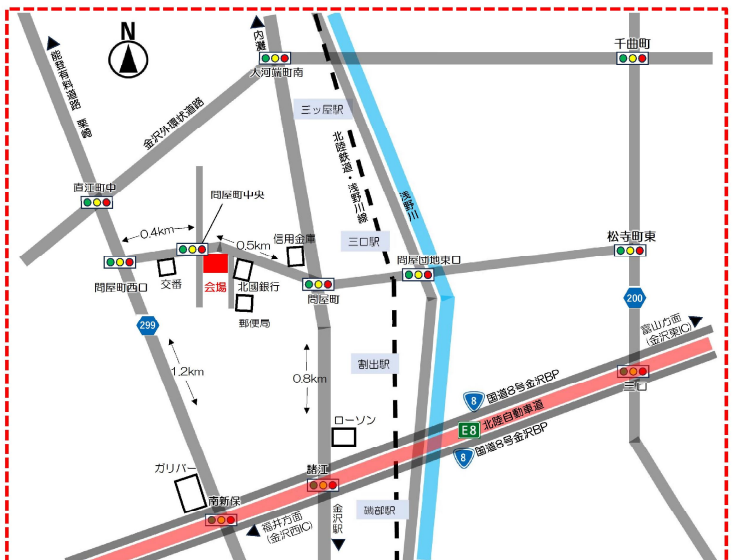 N
内灘
千曲町
大河端町南
能登有料道路 粟崎
金沢外環状道路
三ッ屋駅
北陸鉄道・浅野川線
浅野川
直江町中
問屋町中央
0.4km
0.5km
信用金庫
三口駅
松寺町東
問屋団地東口
問屋町西口
交番
会場
北國銀行
問屋町
郵便局
200
299
富山方面
(金沢東IC)
割出駅
1.2km
0.8km
三口
8
国道8号金沢BP
ローソン
E8
北陸自動車道
8
国道8号金沢BP
ガリバー
諸江
南新保
福井方面
(金沢西IC)
金沢駅
磯部駅